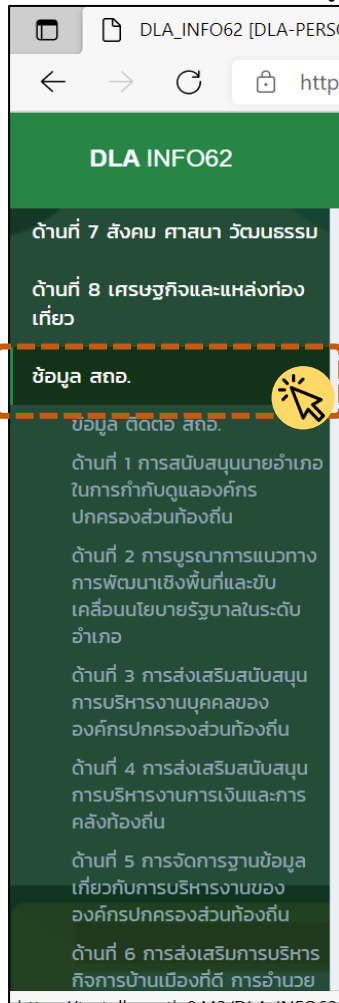 DLA_INFO62 [DLA-PERS
http
DLA INFO62
ด้านที่ 7 สังคม ศาสนา วัฒนธรรม
ด้านที่ 8 เศรษฐกิจและแหล่งท่อง
เที่ยว
ข้อมูล สถอ.
ข้อมูล ติดต่อ สถอ.
ด้านที่ 1 การสนับสนุนนายอำเภอ
ในการกำกับดูแลองค์กร
ปกครองส่วนท้องถิ่น
ด้านที่ 2 การบูรณาการแนวทาง
การพัฒนาเชิงพื้นที่และขับ
เคลื่อนนโยบายรัฐบาลในระดับ
อำเภอ
ด้านที่ 3 การส่งเสริมสนับสนุน
การบริหารงานบุคคลของ
องค์กรปกครองส่วนท้องถิ่น
ด้านที่ 4 การส่งเสริมสนับสนุน
การบริหารงานการเงินและการ
คลังท้องถิ่น
ด้านที่ 5 การจัดการฐานข้อมูล
เกี่ยวกับการบริหารงานของ
องค์กรปกครองส่วนท้องถิ่น
ด้านที่ 6 การส่งเสริมการบริหาร
กิจการบ้านเมืองที่ดี การอำนวย